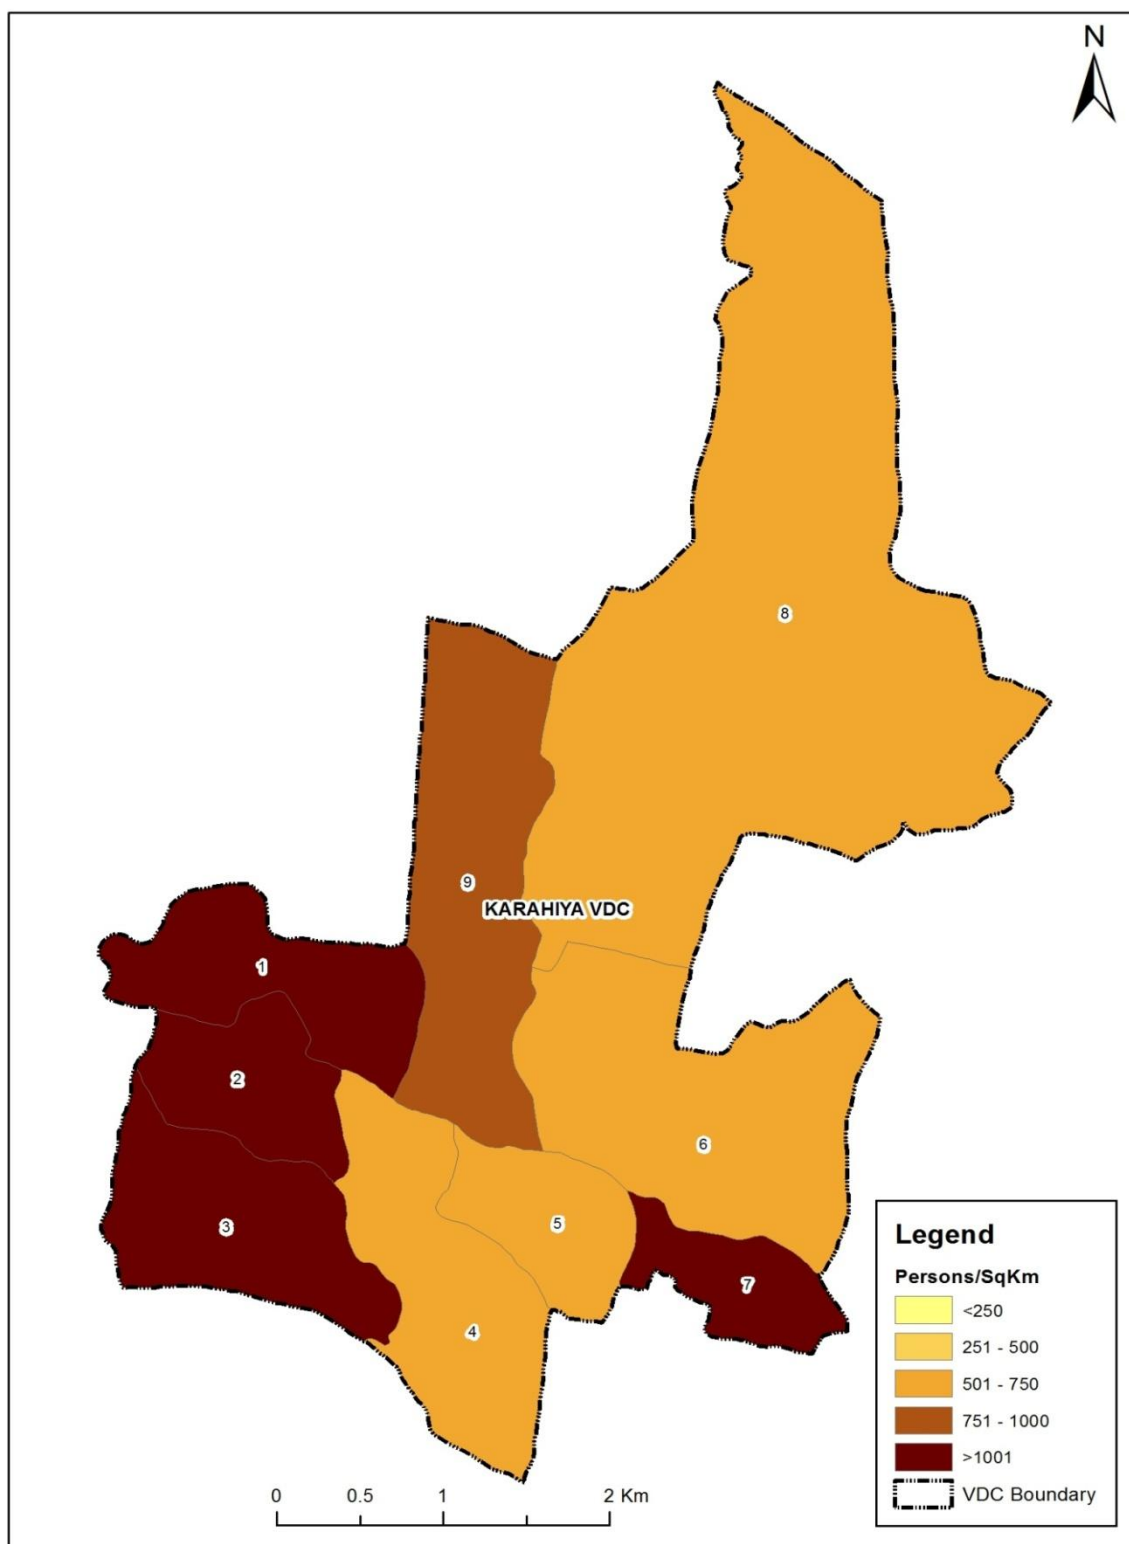 N
8
9
KARAHIYA VDC
1
2
6
3
5
7
4
Legend
Persons/SqKm
<250
251 - 500
501 - 750
751 - 1000
>1001
VDC Boundary
0 0.5 1 2 Km